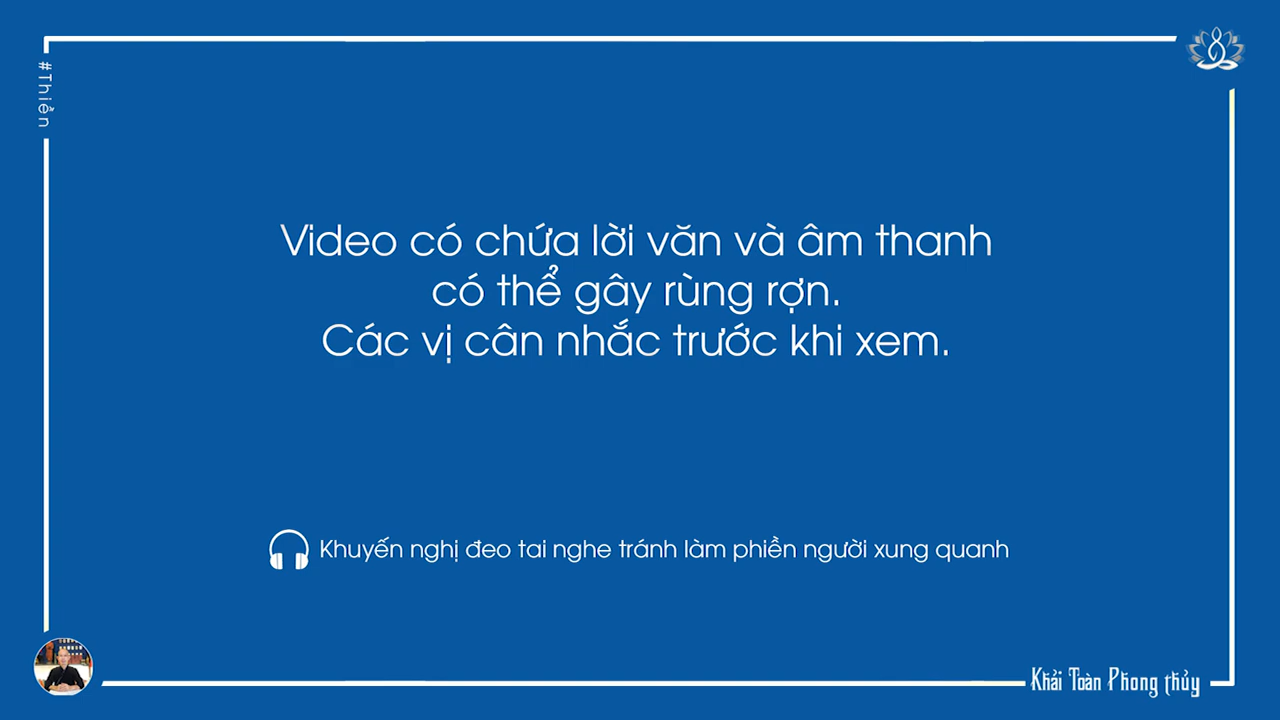 #Thiền
Video có chứa lời văn và âm thanh
có thể gây rùng rợn.
Các vị cân nhắc trước khi xem.
Khuyến nghị đeo tai nghe tránh làm phiền người xung quanh
Khải Toàn Phong thủy